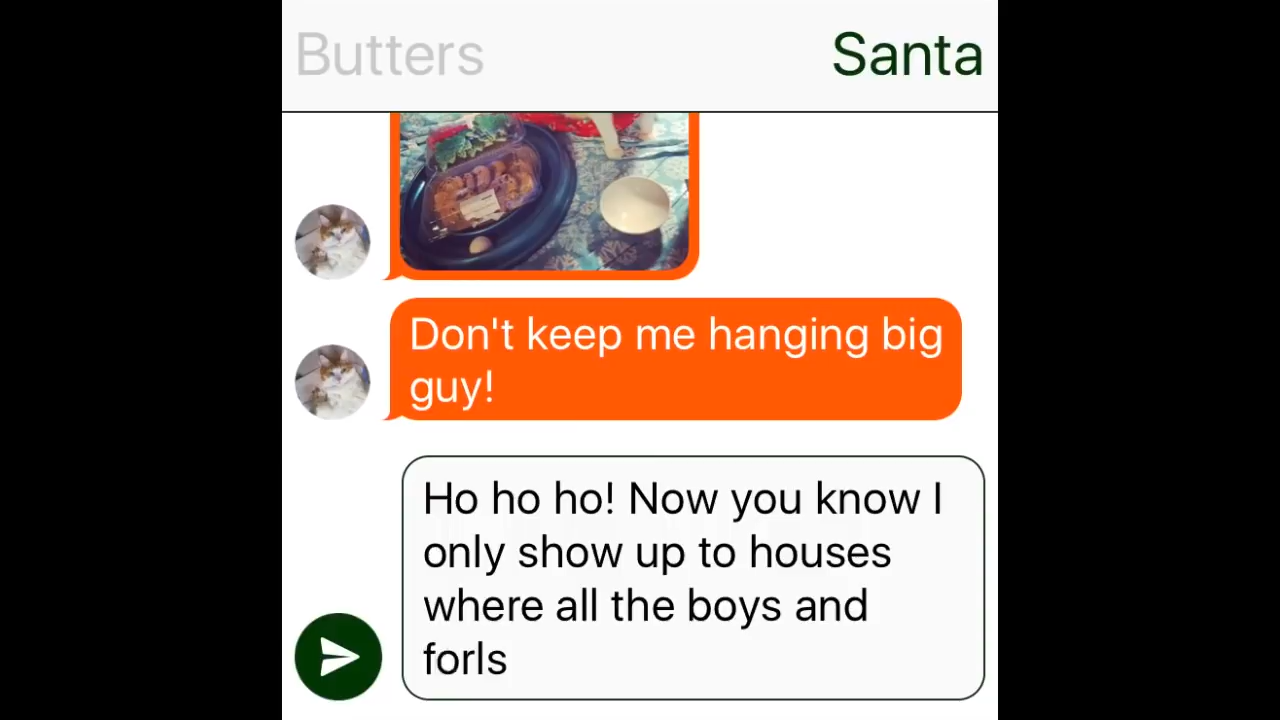 Butters
Santa
Don't keep me hanging big
guy!
Ho ho ho! Now you know I
only show up to houses
where all the boys and
forls